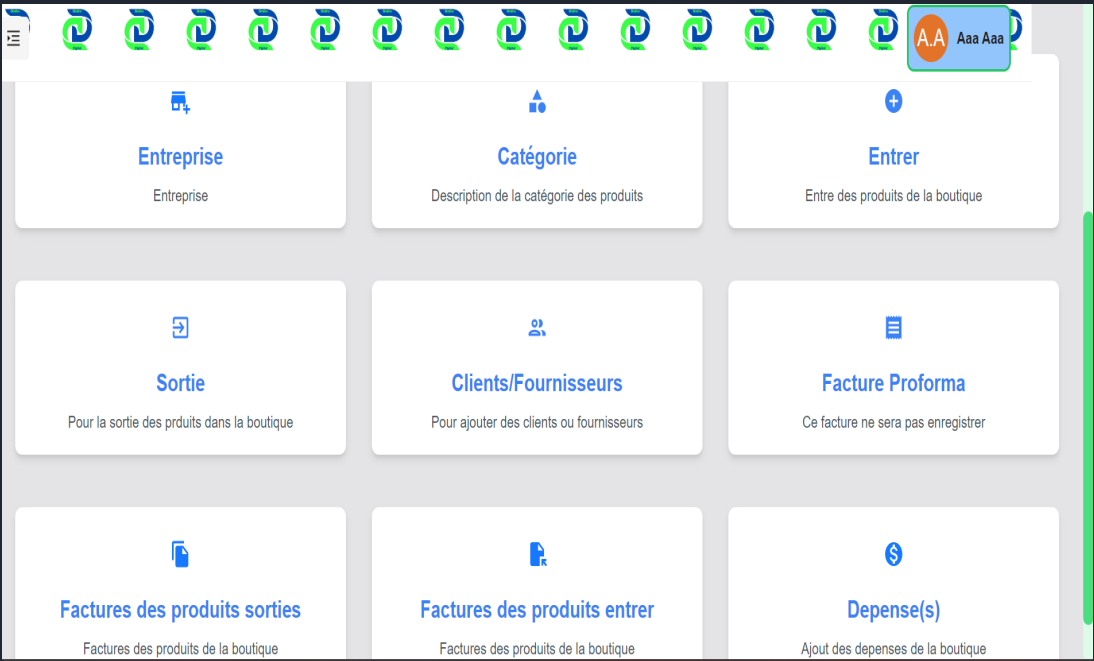 A.A Aaa Aaa
Entreprise
Entreprise
Catégorie
Description de la catégorie des produits
Entrer
Entre des produits de la boutique
Sortie
Pour la sortie des prduits dans la boutique
Clients/Fournisseurs
Pour ajouter des clients ou fournisseurs
Facture Proforma
Ce facture ne sera pas enregistrer
Factures des produits sorties
Factures des produits de la boutique
Factures des produits entrer
Factures des produits de la boutique
Depense(s)
Ajout des depenses de la boutique